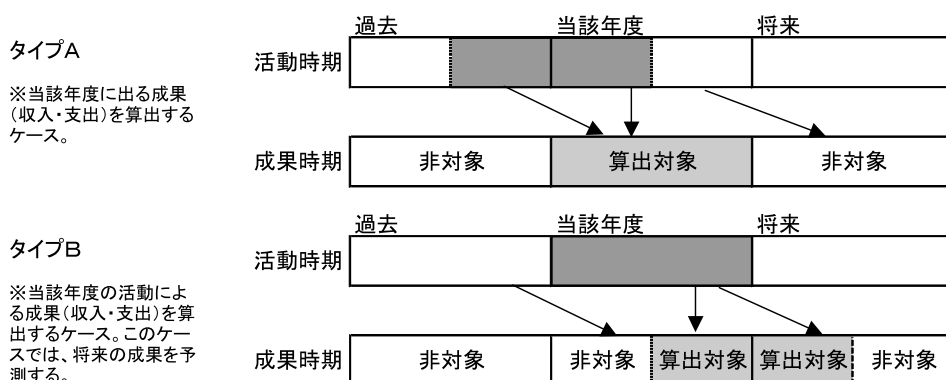 過去 当該年度 将来
タイプA
活動時期
※当該年度に出る成果
(収入・支出)を算出する
ケース。
成果時期 非対象 算出対象 非対象
過去 当該年度 将来
タイプB
活動時期
※当該年度の活動によ
る成果(収入・支出)を算
出するケース。このケー
スでは、将来の成果を予
測する。
成果時期 非対象 非対象 算出対象 算出対象 非対象